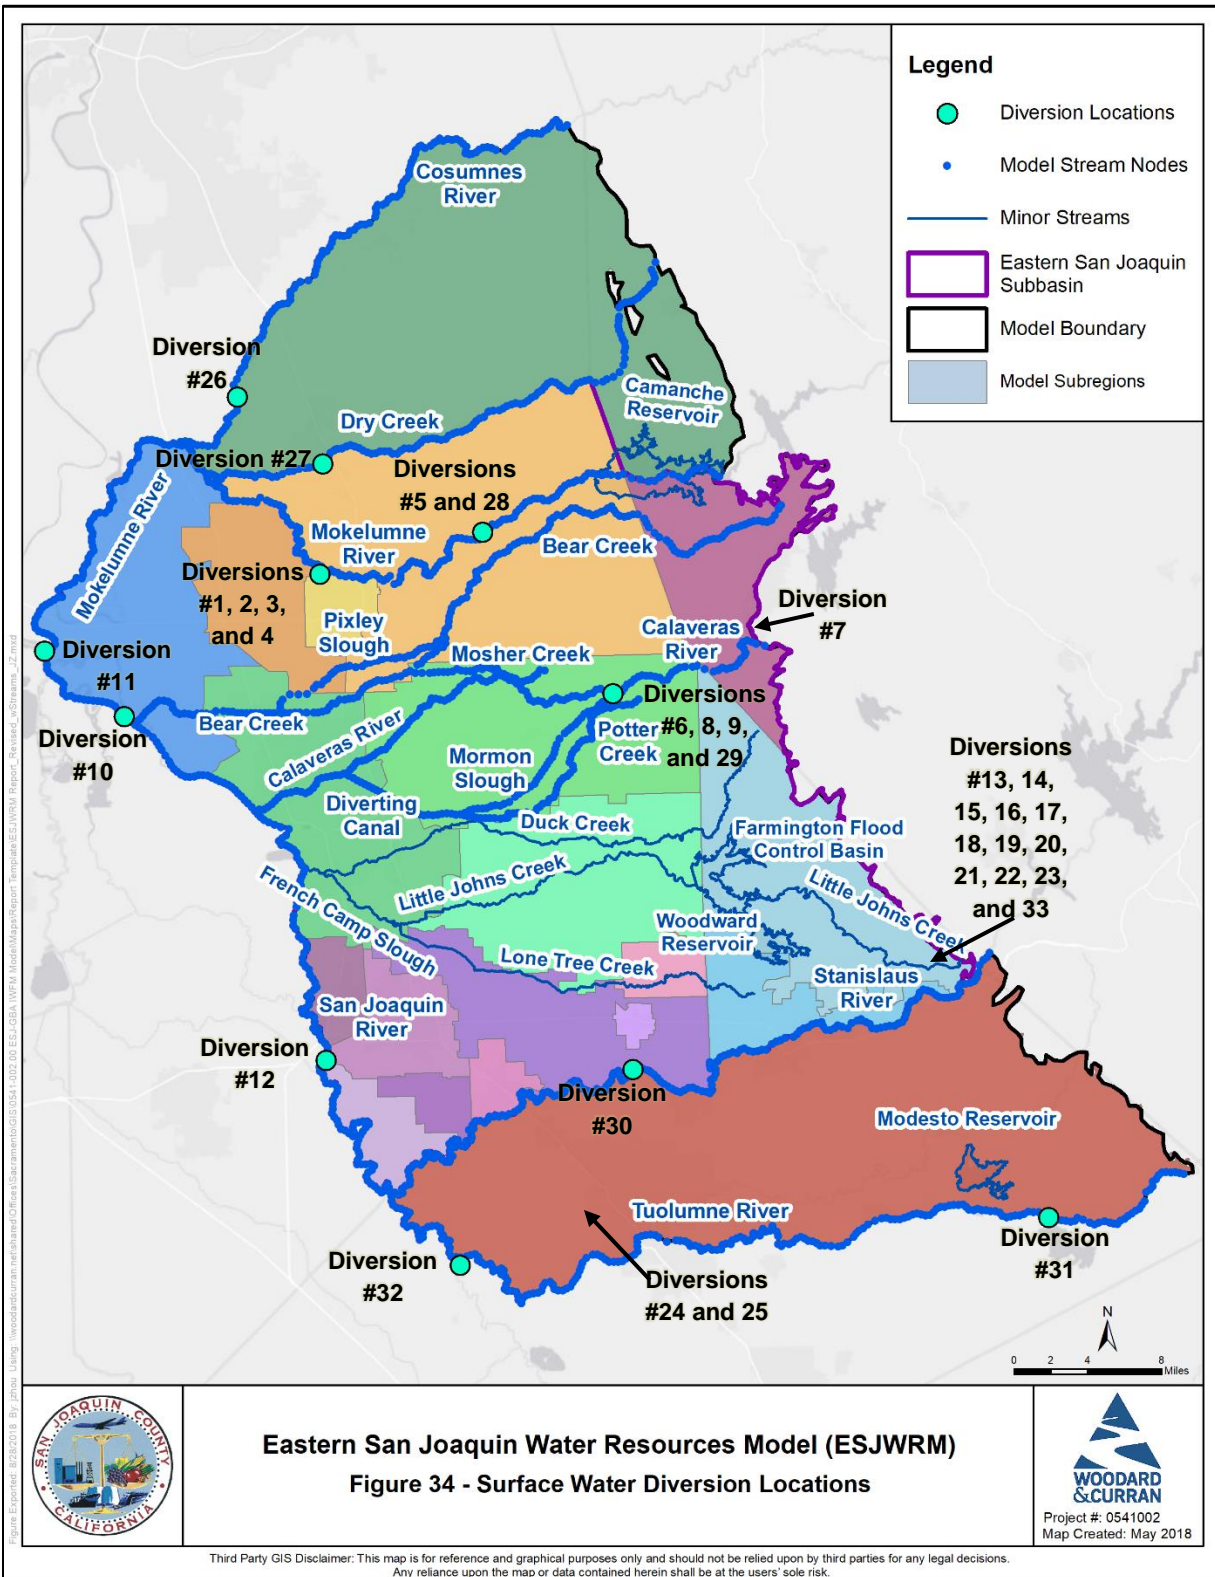 Legend
Diversion Locations
Model Stream Nodes
Minor Streams
Eastern San Joaquin
Subbasin
Model Boundary
Model Subregions
Cosumnes
River
Diversion
#26
Camanche
Reservoir
Dry Creek
Diversion #27
Diversions
#5 and 28
Mokelumne River
Mokelumne
River
Bear Creek
Diversions
#1, 2, 3,
and 4
Pixley
Slough
Diversion
#7
Calaveras
River
Diversion
#11
Mosher Creek
Diversions
#6, 8, 9,
and 29
Bear Creek
Diversion
#10
Calaveras River
Potter
Creek
Mormon
Slough
Diversions
#13, 14,
15, 16, 17,
18, 19, 20,
21, 22, 23,
and 33
Diverting
Canal
Duck Creek
Farmington Flood
Control Basin
Little Johns Creek
Little Johns Creek
French Camp Slough
Woodward
Reservoir
Lone Tree Creek
Stanislaus
River
San Joaquin
River
Diversion
#12
Diversion
#30
Modesto Reservoir
Tuolumne River
Diversion
#31
Diversion
#32
Diversions
#24 and 25
N
0 2 4 8
Miles
SAN JOAQUIN COUNTY
CALIFORNIA
Eastern San Joaquin Water Resources Model (ESJWRM)
Figure 34 - Surface Water Diversion Locations
WOODARD
&CURRAN
Project #: 0541002
Map Created: May 2018
Third Party GIS Disclaimer: This map is for reference and graphical purposes only and should not be relied upon by third parties for any legal decisions.
Any reliance upon the map or data contained herein shall be at the users' sole risk.